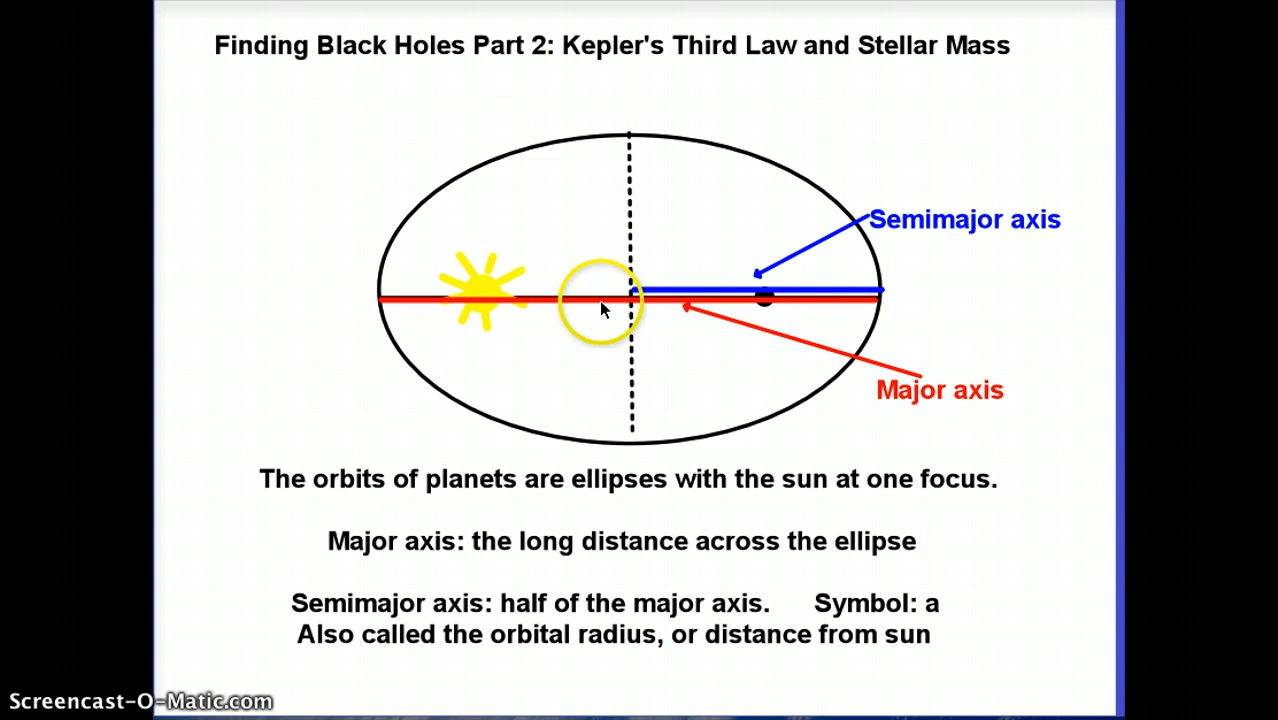 Finding Black Holes Part 2: Kepler's Third Law and Stellar Mass
Semimajor axis
Major axis
The orbits of planets are ellipses with the sun at one focus.
Major axis: the long distance across the ellipse
Semimajor axis: half of the major axis. Symbol: a
Also called the orbital radius, or distance from sun
Screencast-O-Matic.com